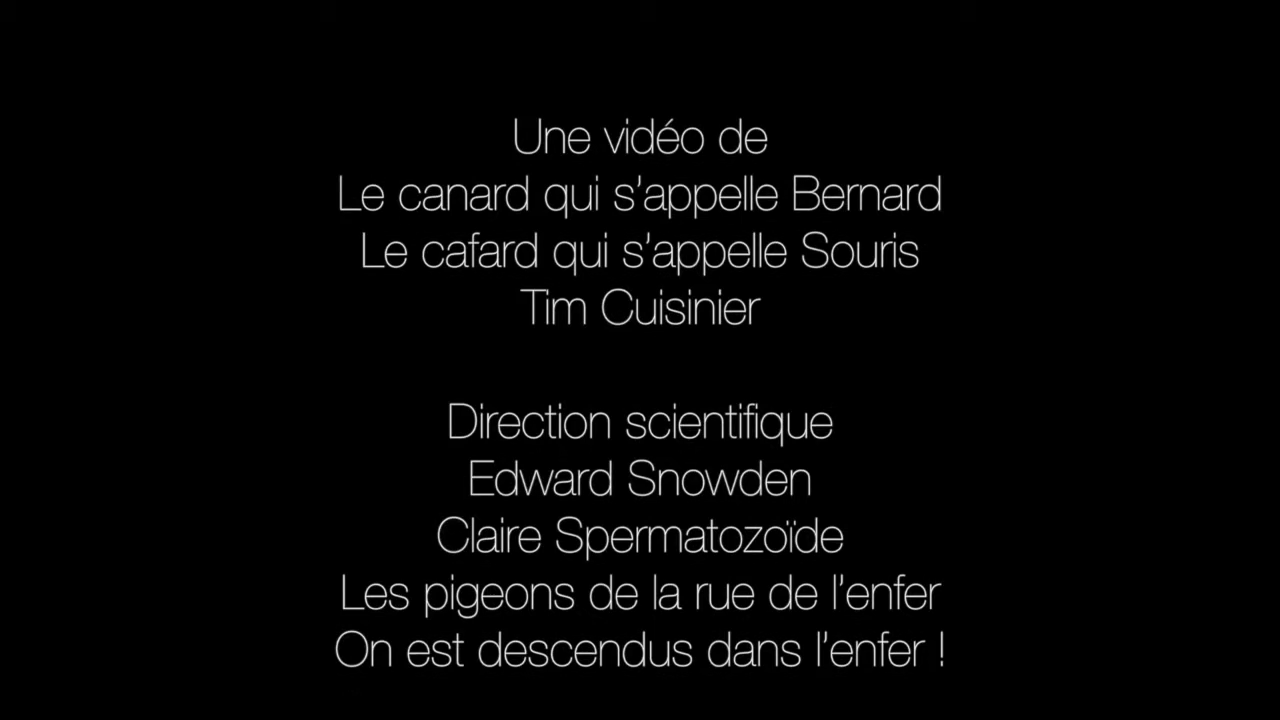 Une vidéo de
Le canard qui s'appelle Bernard
Le cafard qui s'appelle Souris
Tim Cuisinier
Direction scientifique
Edward Snowden
Claire Spermatozoïde
Les pigeons de la rue de l'enfer
On est descendus dans l'enfer !